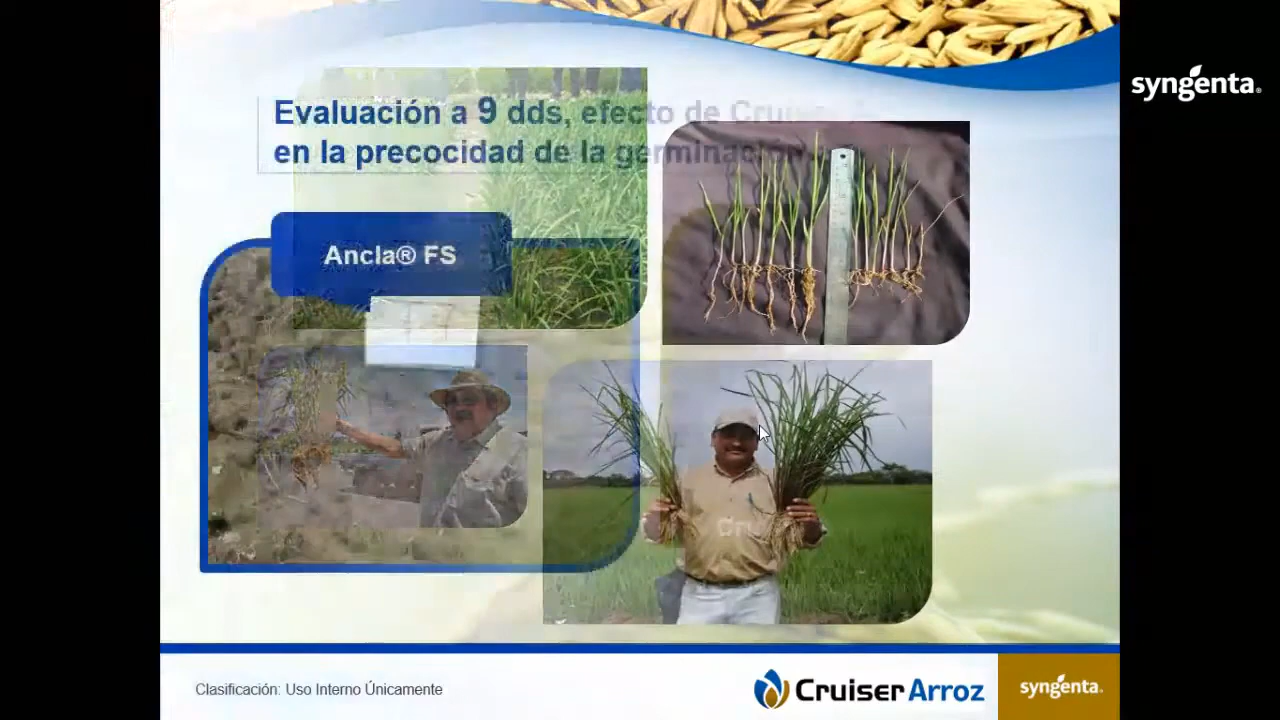 syngenta.
Evaluación a 9 dds, efecto de
en la precocidad de la germinación
Ancla® FS
Clasificación: Uso Interno Únicamente
Cruiser Arroz
syngenta.